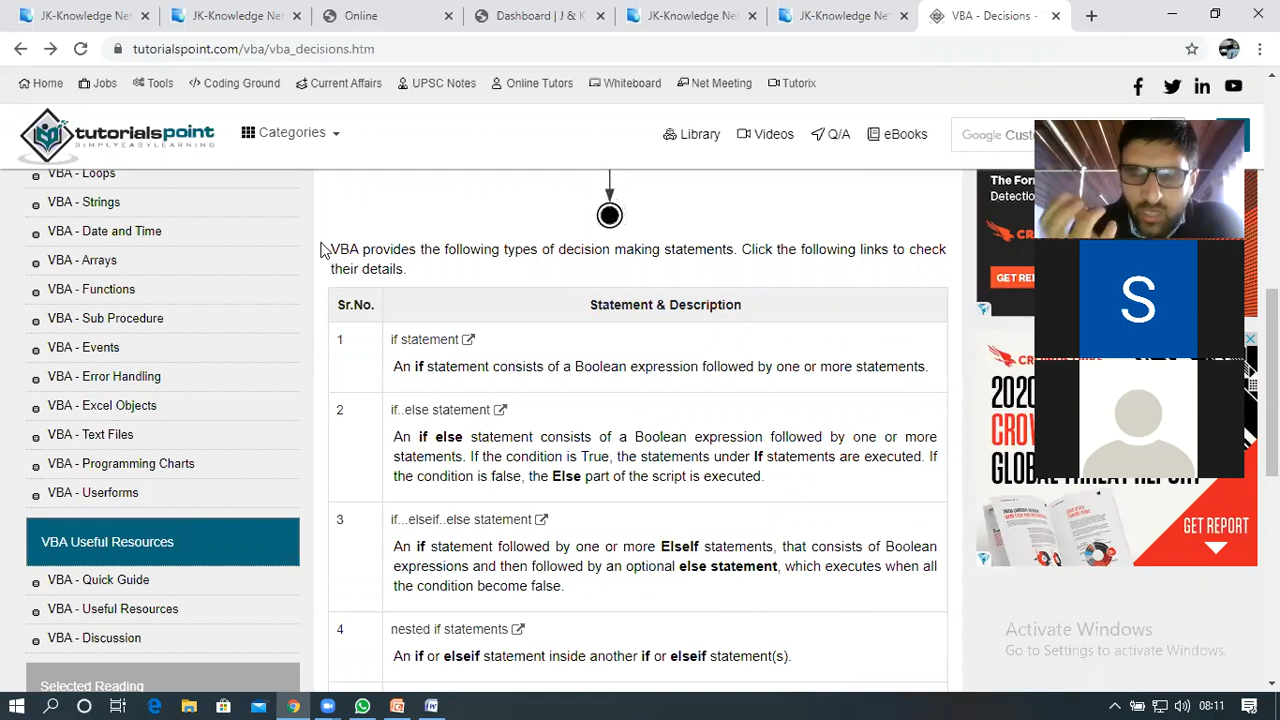 JK-Knowledge Net
JK-Knowledge Net
Online
Dashboard | J & K
JK-Knowledge Net
JK-Knowledge Net
VBA - Decisions -
tutorialspoint.com/vba/vba_decisions.htm
Home
Jobs
Tools
Coding Ground
Current Affairs
UPSC Notes
Online Tutors
Whiteboard
Net Meeting
Tutorix
tutorialspoint
SIMPLYEASYLEARNING
Categories
Library
Videos
Q/A
eBooks
Google Custo
VBA - Loops
VBA - Strings
VBA - Date and Time
VBA - Arrays
VBA - Functions
VBA - Sub Procedure
VBA - Events
VBA - Error Handling
VBA - Excel Objects
VBA - Text Files
VBA - Programming Charts
VBA - Userforms
VBA Useful Resources
VBA - Quick Guide
VBA - Useful Resources
VBA - Discussion
Selected Reading
VBA provides the following types of decision making statements. Click the following links to check
their details.
Sr.No. Statement & Description
1 if statement
An if statement consists of a Boolean expression followed by one or more statements.
2 if..else statement
An if else statement consists of a Boolean expression followed by one or more
statements. If the condition is True, the statements under If statements are executed. If
the condition is false, the Else part of the script is executed.
3 if...elseif..else statement
An if statement followed by one or more ElseIf statements, that consists of Boolean
expressions and then followed by an optional else statement, which executes when all
the condition become false.
4 nested if statements
An if or elseif statement inside another if or elseif statement(s).
The For
Detection
GET RE
S
2020
CROW
GLOBAL THREAT REPORT
GET REPORT
Activate Windows
Go to Settings to activate Windows.
08:11